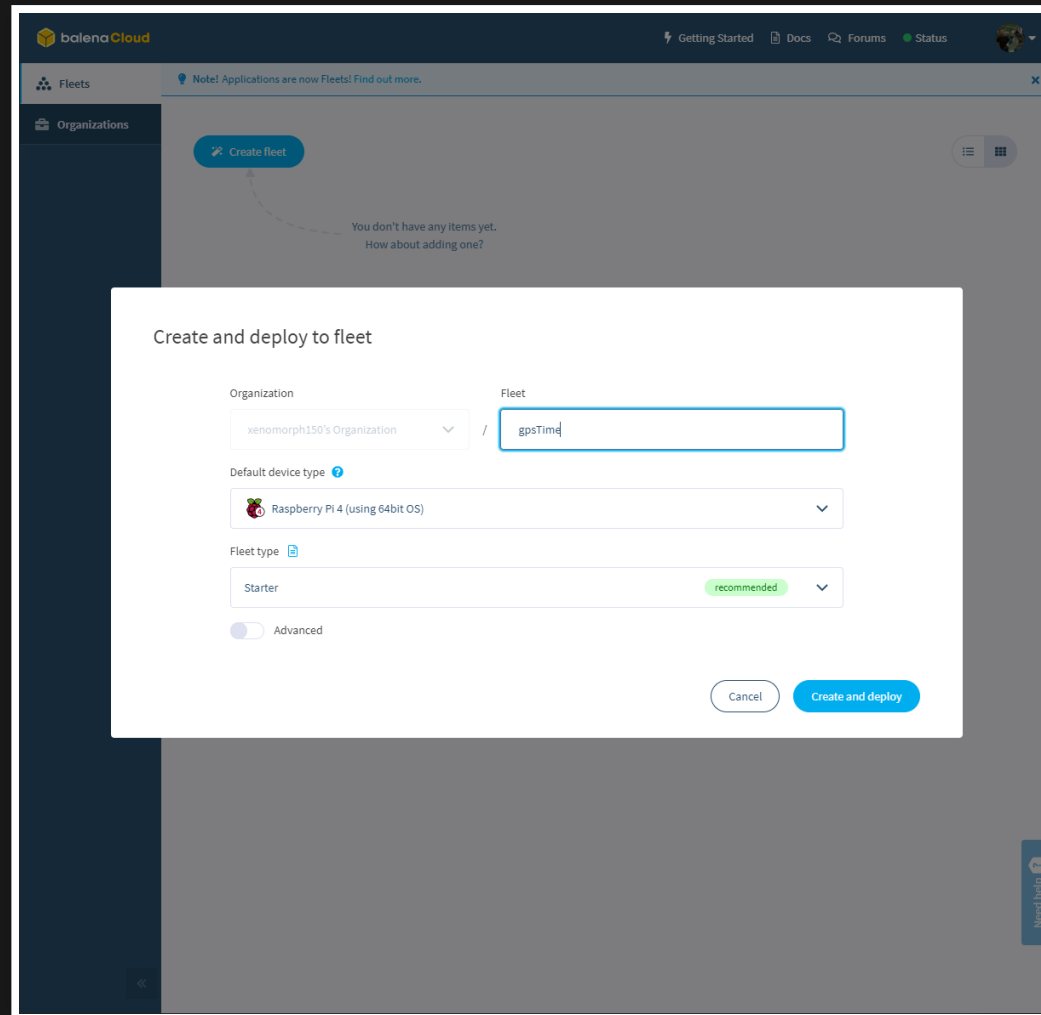 balenaCloud
Getting Started Docs Forums Status
Fleets
Note! Applications are now Fleets! Find out more.
Organizations
Create fleet
You don't have any items yet.
How about adding one?
Create and deploy to fleet
Organization Fleet
xenomorph150's Organization / gpsTime
Default device type
Raspberry Pi 4 (using 64bit OS)
Fleet type
Starter recommended
Advanced
Cancel Create and deploy
Need help